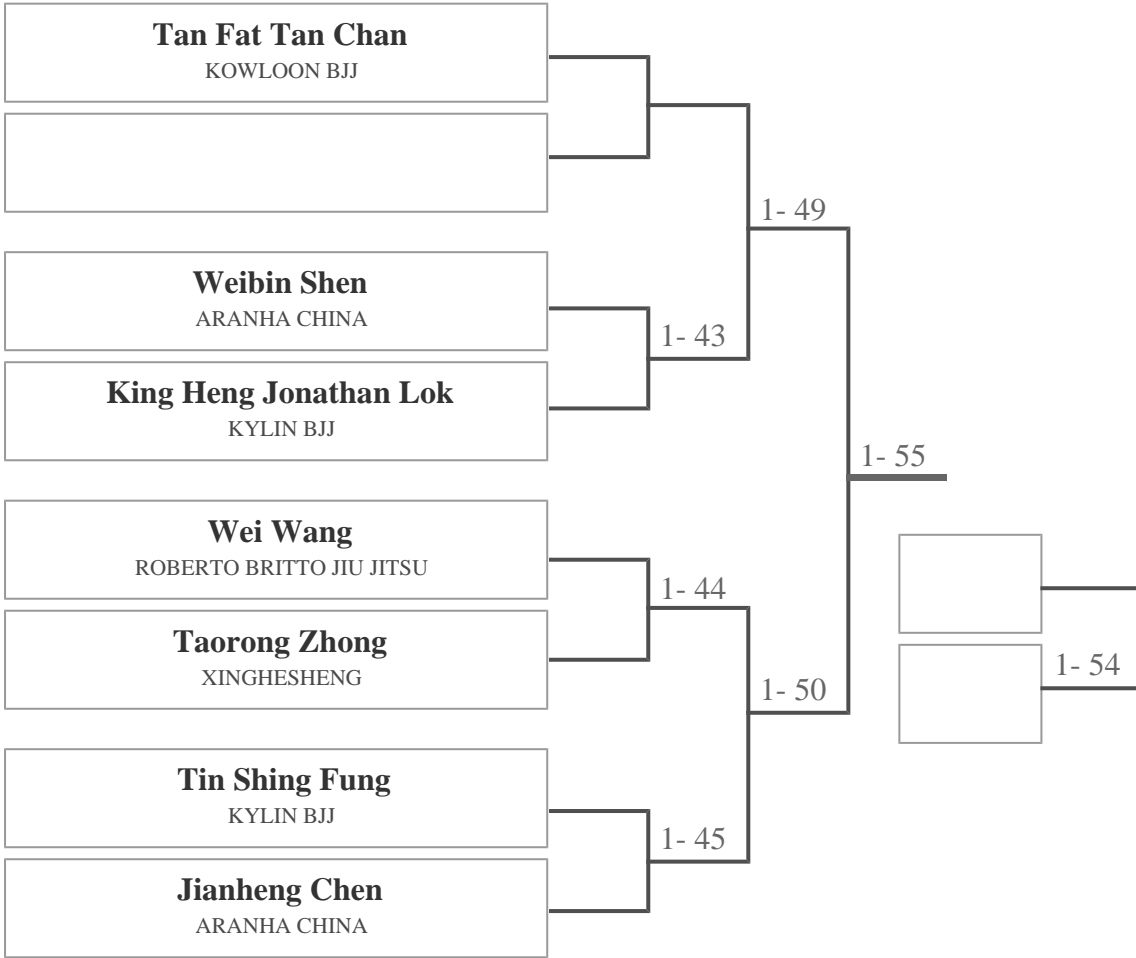 Tan Fat Tan Chan
KOWLOON BJJ
1- 49
Weibin Shen
ARANHA CHINA
1- 43
King Heng Jonathan Lok
KYLIN BJJ
1- 55
Wei Wang
ROBERTO BRITTO JIU JITSU
1- 44
Taorong Zhong
XINGHESHENG
1- 54
1- 50
Tin Shing Fung
KYLIN BJJ
1- 45
Jianheng Chen
ARANHA CHINA